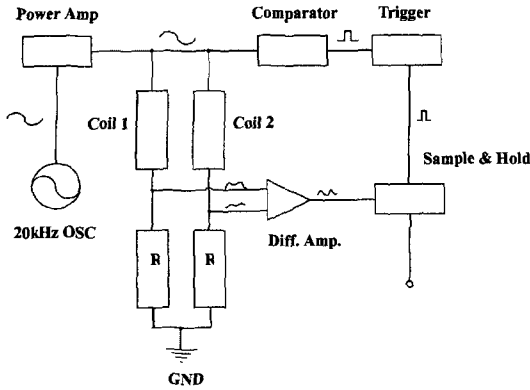 Power Amp
Comparator
Trigger
Coil 1
Coil 2
Sample & Hold
20kHz OSC
Diff. Amp.
R
R
GND